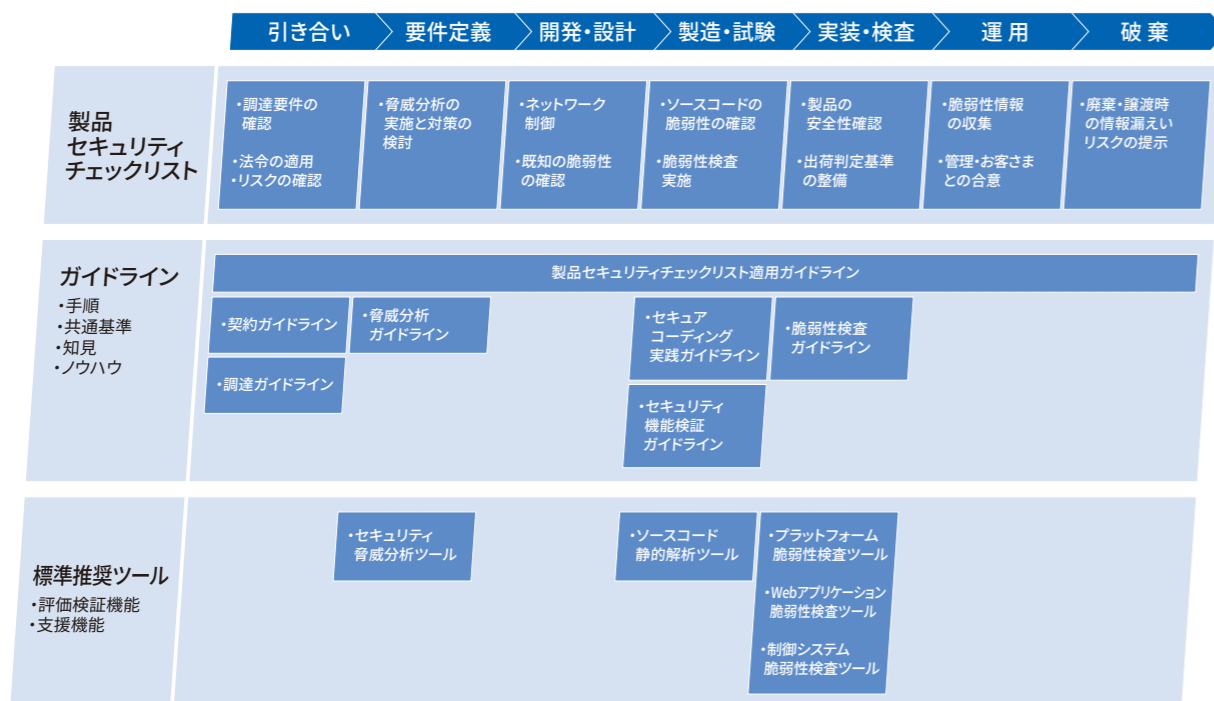 引き合い
要件定義
開発・設計
製造・試験
実装・検査
運用
破棄
製品
セキュリティ
チェックリスト
・調達要件の
確認
・法令の適用
・リスクの確認
・脅威分析の
実施と対策の
検討
・ネットワーク
制御
・既知の脆弱性
の確認
・ソースコードの
脆弱性の確認
・脆弱性検査
実施
・製品の
安全性確認
・出荷判定基準
の整備
・脆弱性情報
の収集
・管理・お客さま
との合意
・廃棄・譲渡時
の情報漏えい
リスクの提示
ガイドライン
・手順
・共通基準
・知見
・ノウハウ
製品セキュリティチェックリスト適用ガイドライン
・契約ガイドライン
・調達ガイドライン
・脅威分析
ガイドライン
・セキュア
コーディング
実践ガイドライン
・セキュリティ
機能検証
ガイドライン
・脆弱性検査
ガイドライン
標準推奨ツール
・評価検証機能
・支援機能
・セキュリティ
脅威分析ツール
・ソースコード
静的解析ツール
・プラットフォーム
脆弱性検査ツール
・Webアプリケーション
脆弱性検査ツール
・制御システム
脆弱性検査ツール